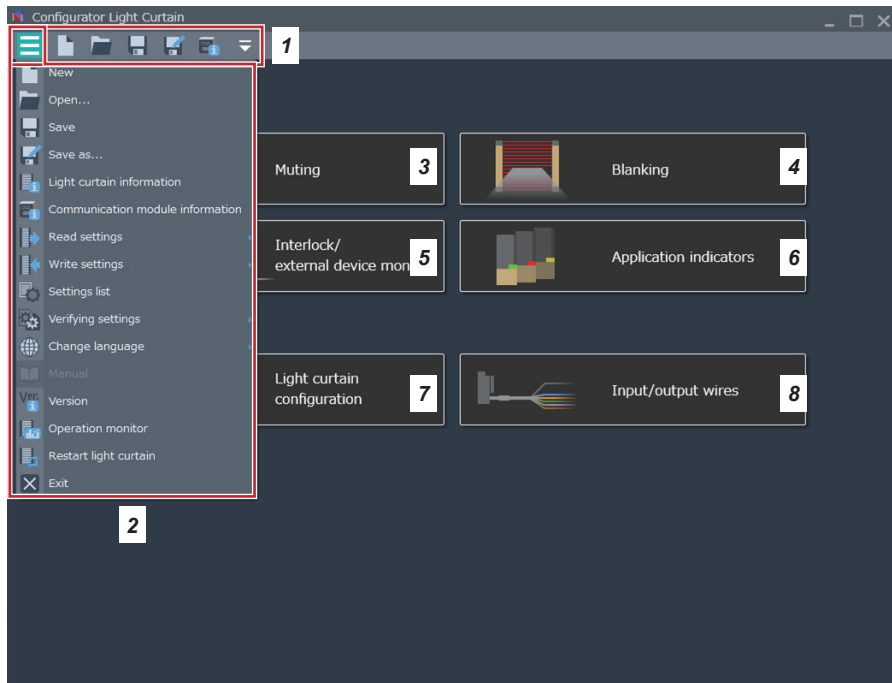 Configurator Light Curtain
1
New
Open...
Save
Save as...
Light curtain information
Communication module information
Read settings
Write settings
Settings list
Verifying settings
Change language
Manual
Ver.
Version
Operation monitor
Restart light curtain
Exit
2
Muting
3
Blanking
4
Interlock/
external device mon
5
Application indicators
6
Light curtain
configuration
7
Input/output wires
8